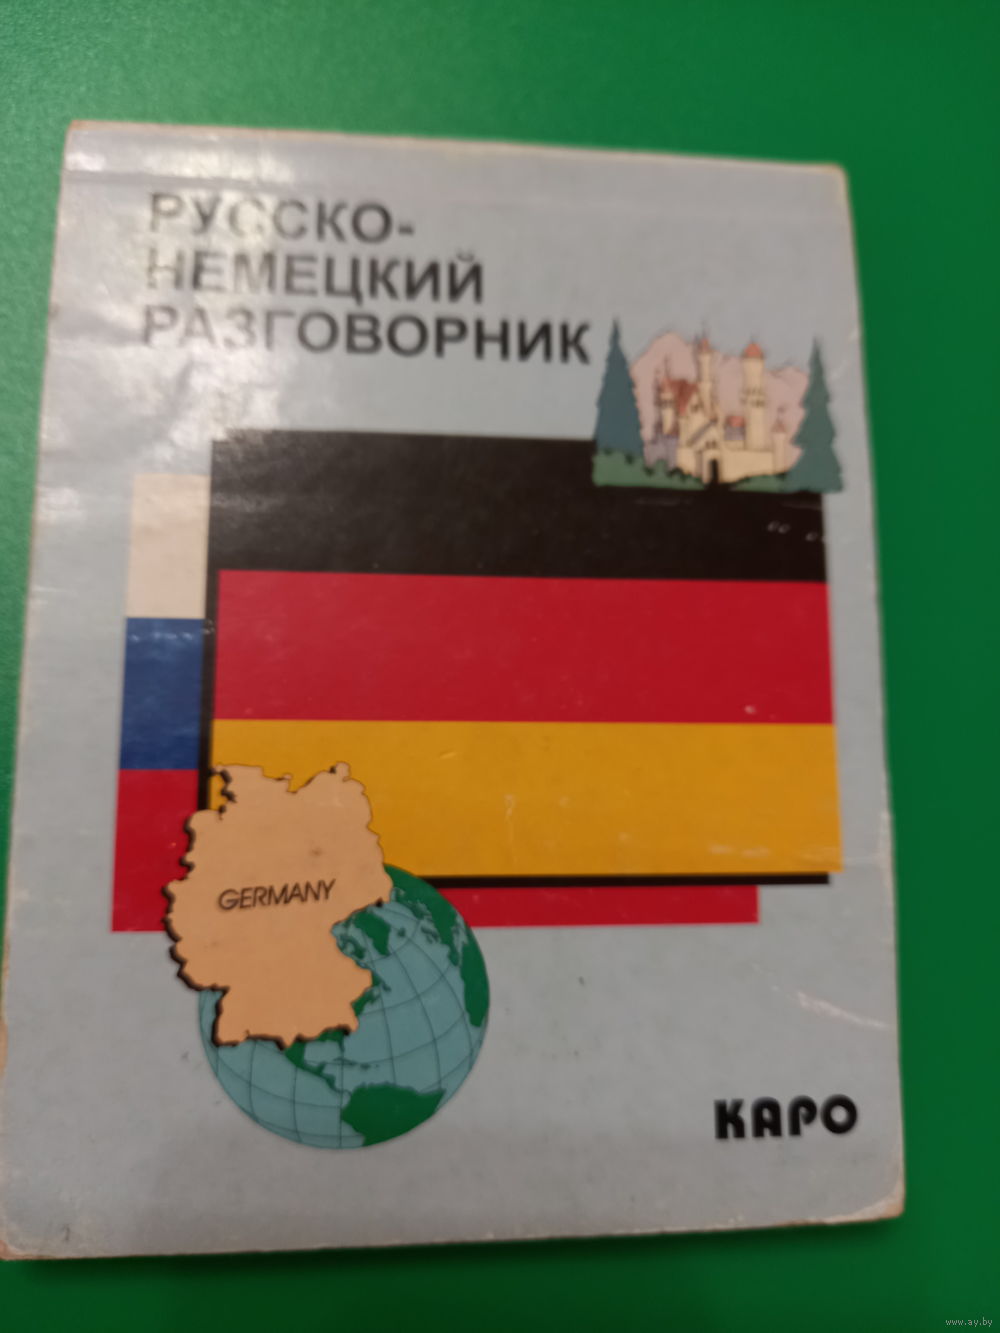 РУССКО-
НЕМЕЦКИЙ
РАЗГОВОРНИК
GERMANY
КАРО
www.ay.by